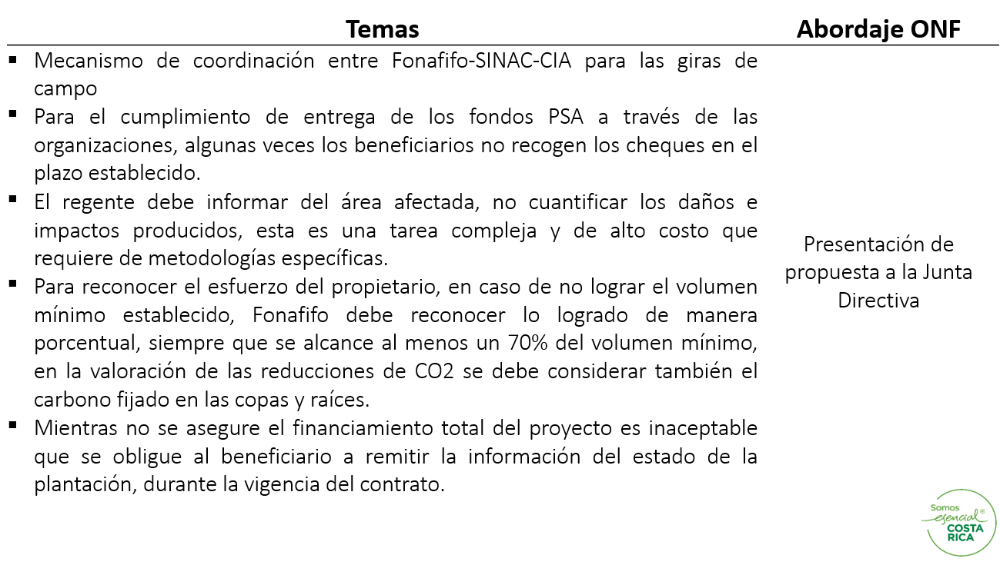 Temas
Abordaje ONF
▪ Mecanismo de coordinación entre Fonafifo-SINAC-CIA para las giras de
campo
▪ Para el cumplimiento de entrega de los fondos PSA a través de las
organizaciones, algunas veces los beneficiarios no recogen los cheques en el
plazo establecido.
▪ El regente debe informar del área afectada, no cuantificar los daños e
impactos producidos, esta es una tarea compleja y de alto costo que
requiere de metodologías específicas.
▪ Para reconocer el esfuerzo del propietario, en caso de no lograr el volumen
mínimo establecido, Fonafifo debe reconocer lo logrado de manera
porcentual, siempre que se alcance al menos un 70% del volumen mínimo,
en la valoración de las reducciones de CO2 se debe considerar también el
carbono fijado en las copas y raíces.
▪ Mientras no se asegure el financiamiento total del proyecto es inaceptable
que se obligue al beneficiario a remitir la información del estado de la
plantación, durante la vigencia del contrato.
Presentación de
propuesta a la Junta
Directiva
Somos
esencial®
COSTA
RICA